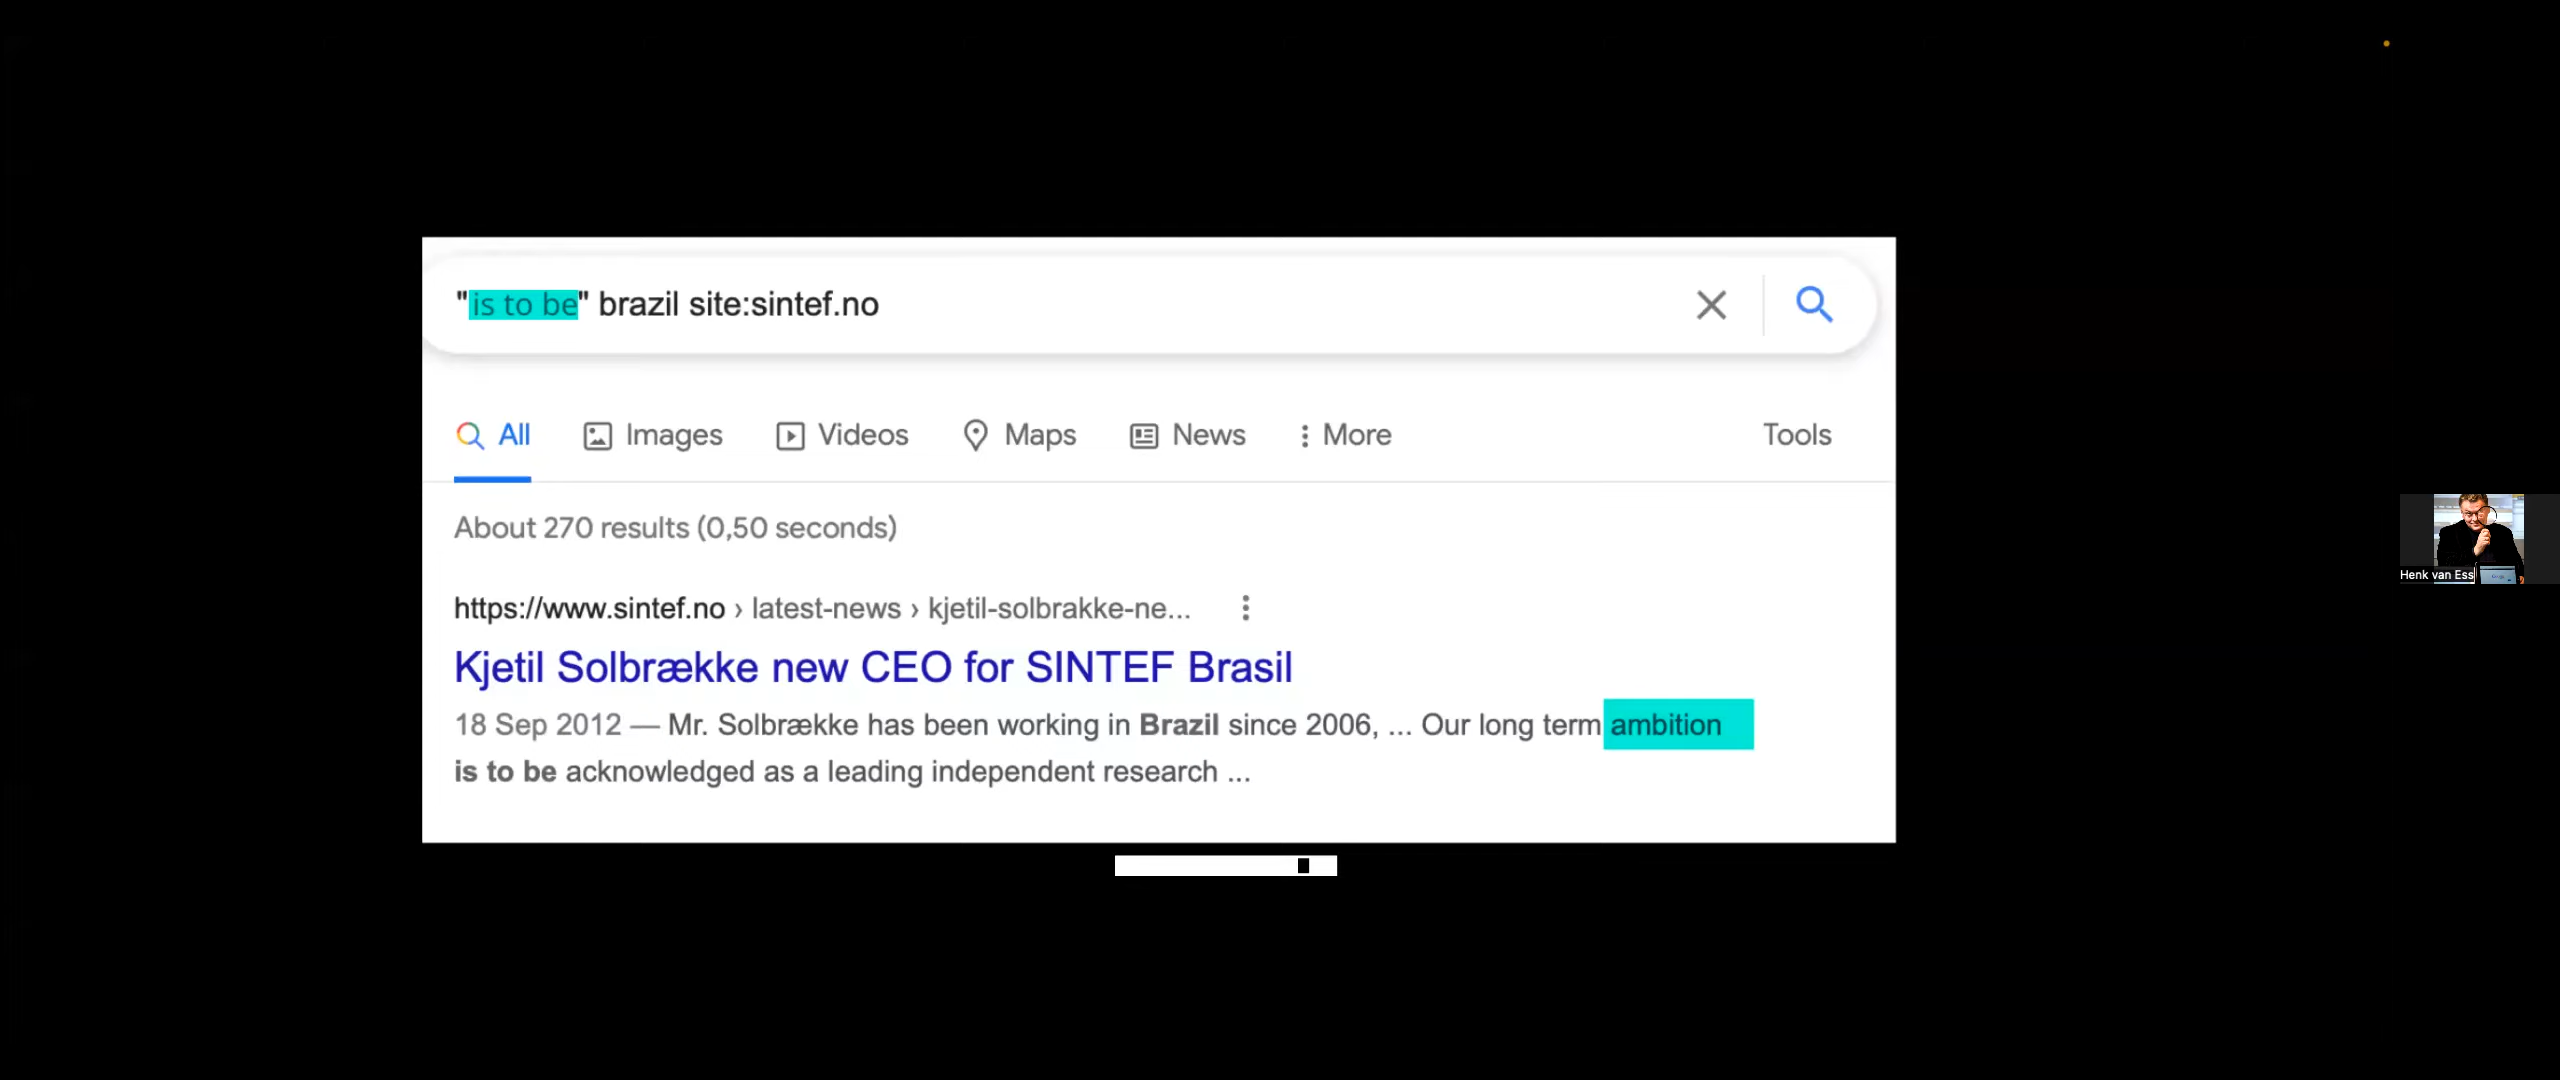 "is to be" brazil site:sintef.no
All Images Videos Maps News More Tools
About 270 results (0,50 seconds)
https://www.sintef.no › latest-news › kjetil-solbrakke-ne...
Kjetil Solbrække new CEO for SINTEF Brasil
18 Sep 2012 — Mr. Solbrække has been working in Brazil since 2006, ... Our long term ambition
is to be acknowledged as a leading independent research ...
Henk van Ess